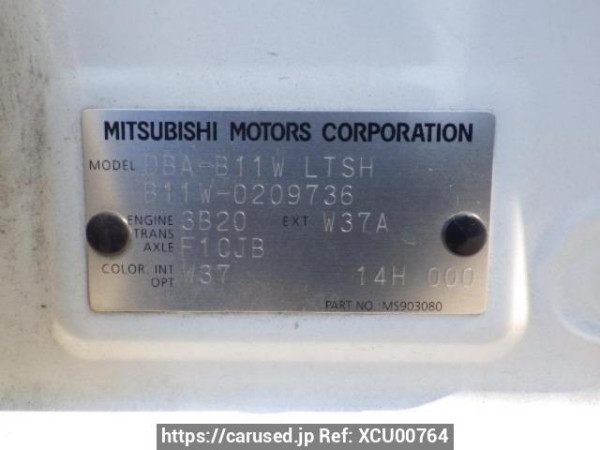 MITSUBISHI MOTORS CORPORATION
MODEL DBA-B11W LTSH
B11W-0209736
ENGINE 3B20 EXT W37A
TRANS AXLE F1CJB
COLOR, INT OPT W37 14H 000
PART NO. MS903080
https://carused.jp Ref: XCU00764